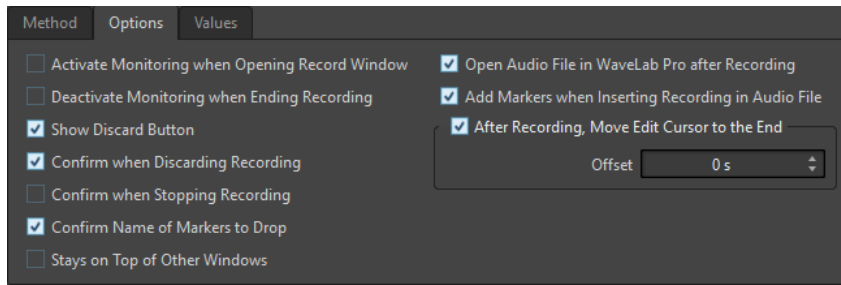 Method Options Values
Activate Monitoring when Opening Record Window
Deactivate Monitoring when Ending Recording
Show Discard Button
Confirm when Discarding Recording
Confirm when Stopping Recording
Confirm Name of Markers to Drop
Stays on Top of Other Windows
Open Audio File in WaveLab Pro after Recording
Add Markers when Inserting Recording in Audio File
After Recording, Move Edit Cursor to the End
Offset 0 s